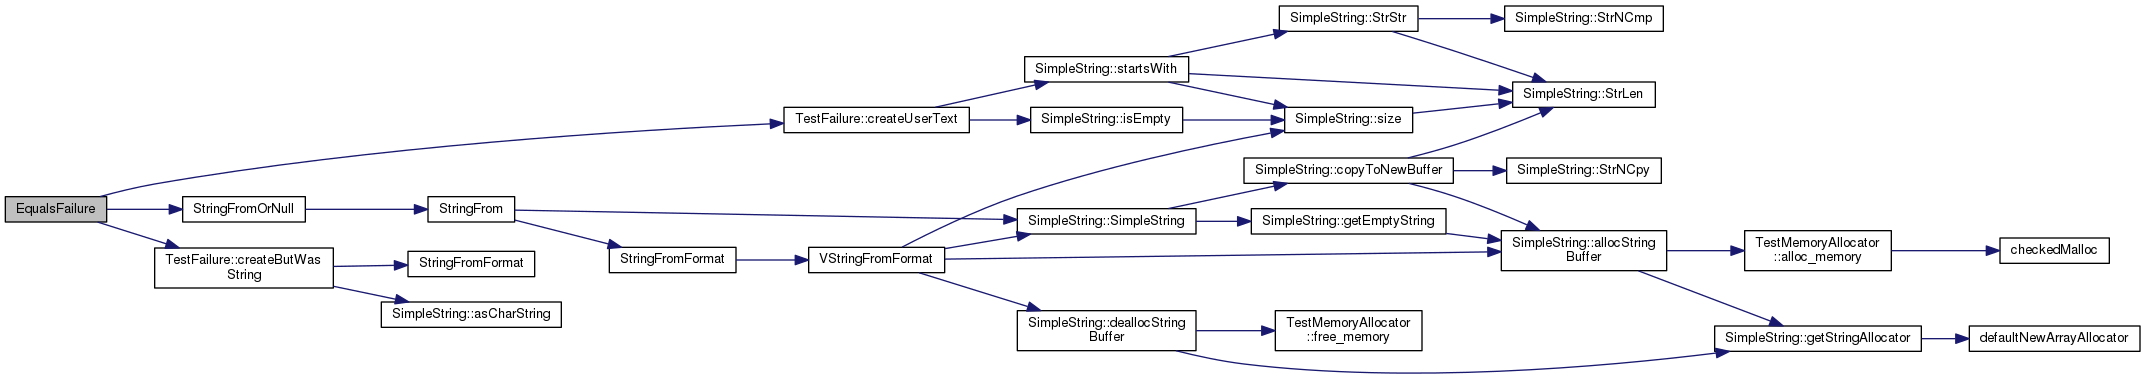 EqualsFailure
TestFailure::createUserText
StringFromOrNull
TestFailure::createButWas
String
StringFrom
StringFromFormat
SimpleString::asCharString
StringFromFormat
VStringFromFormat
SimpleString::startsWith
SimpleString::isEmpty
SimpleString::SimpleString
SimpleString::deallocString
Buffer
SimpleString::StrStr
SimpleString::size
SimpleString::copyToNewBuffer
SimpleString::getEmptyString
TestMemoryAllocator
::free_memory
SimpleString::StrNCmp
SimpleString::StrLen
SimpleString::StrNCpy
SimpleString::allocString
Buffer
TestMemoryAllocator
::alloc_memory
SimpleString::getStringAllocator
checkedMalloc
defaultNewArrayAllocator